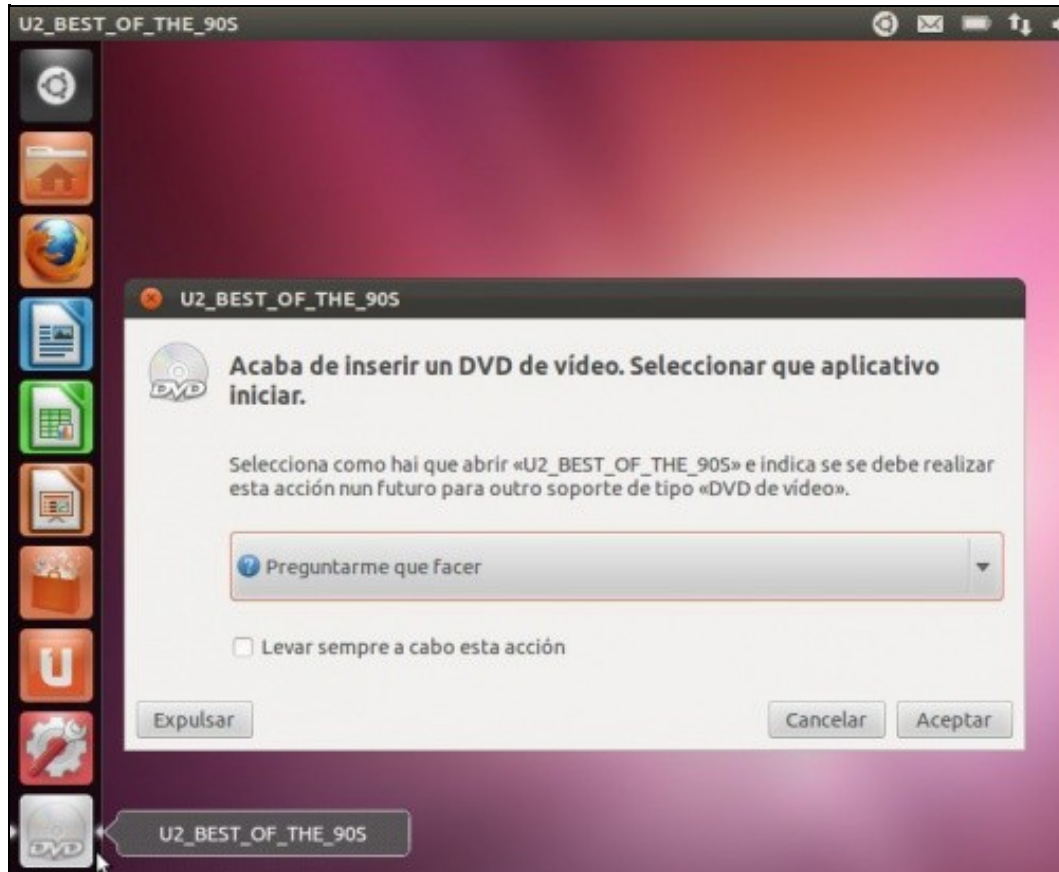 U2_BEST_OF_THE_90S
U2_BEST_OF_THE_90S
DVD
Acaba de inserir un DVD de vídeo. Seleccionar que aplicativo
iniciar.
Selecciona como hai que abrir «U2_BEST_OF_THE_90S» e indica se se debe realizar
esta acción nun futuro para outro soporte de tipo «DVD de vídeo».
? Preguntarme que facer
Levar sempre a cabo esta acción
Expulsar
Cancelar
Aceptar
U
DVD
U2_BEST_OF_THE_90S